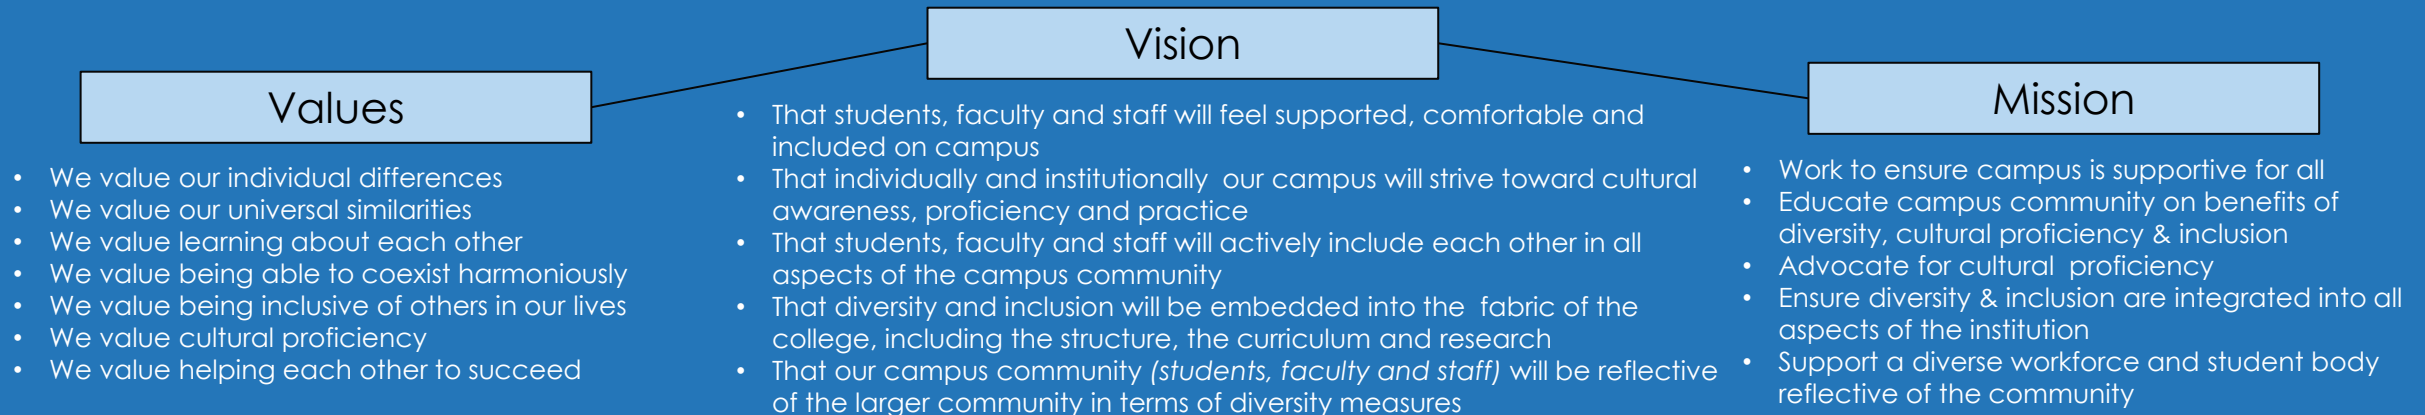 Values
• We value our individual differences
• We value our universal similarities
• We value learning about each other
• We value being able to coexist harmoniously
• We value being inclusive of others in our lives
• We value cultural proficiency
• We value helping each other to succeed
Vision
• That students, faculty and staff will feel supported, comfortable and
included on campus
• That individually and institutionally  our campus will strive toward cultural
awareness, proficiency and practice
• That students, faculty and staff will actively include each other in all
aspects of the campus community
• That diversity and inclusion will be embedded into the  fabric of the
college, including the structure, the curriculum and research
• That our campus community (students, faculty and staff) will be reflective
of the larger community in terms of diversity measures
Mission
• Work to ensure campus is supportive for all
• Educate campus community on benefits of
diversity, cultural proficiency & inclusion
• Advocate for cultural  proficiency
• Ensure diversity & inclusion are integrated into all
aspects of the institution
• Support a diverse workforce and student body
reflective of the community